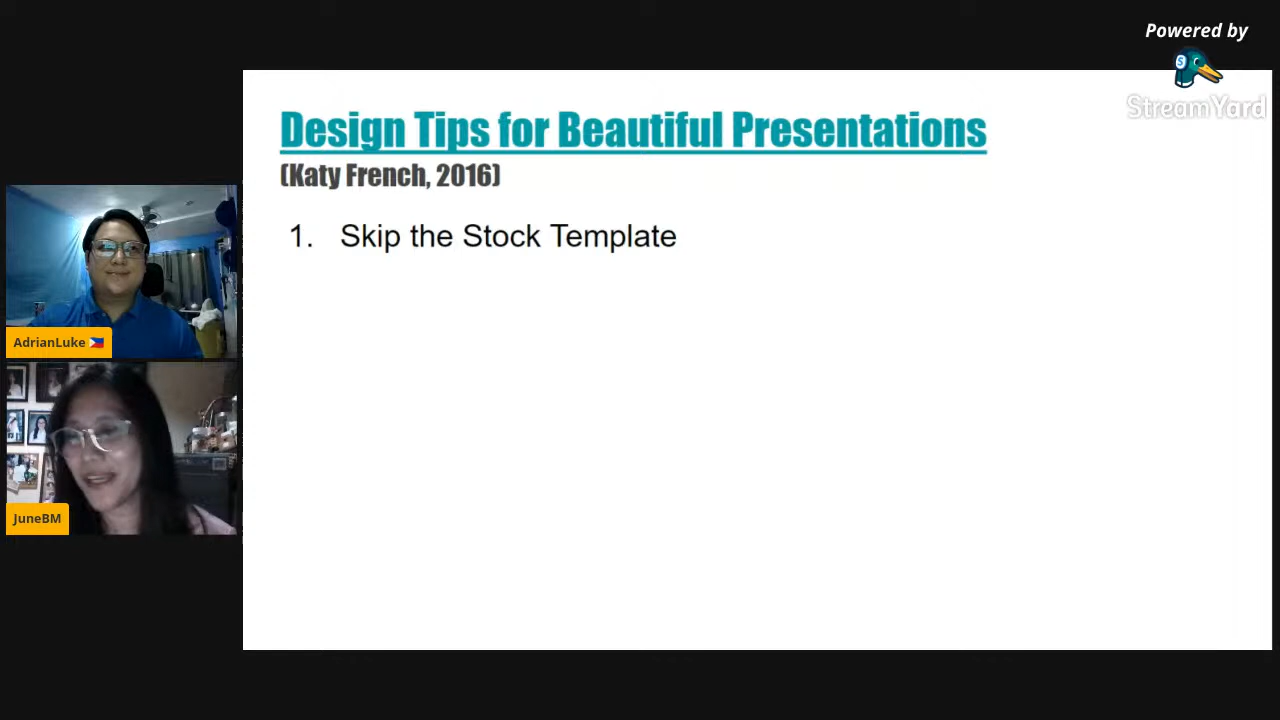 Powered by
StreamYard
Design Tips for Beautiful Presentations
(Katy French, 2016)
1. Skip the Stock Template
AdrianLuke 🇵🇭
JuneBM